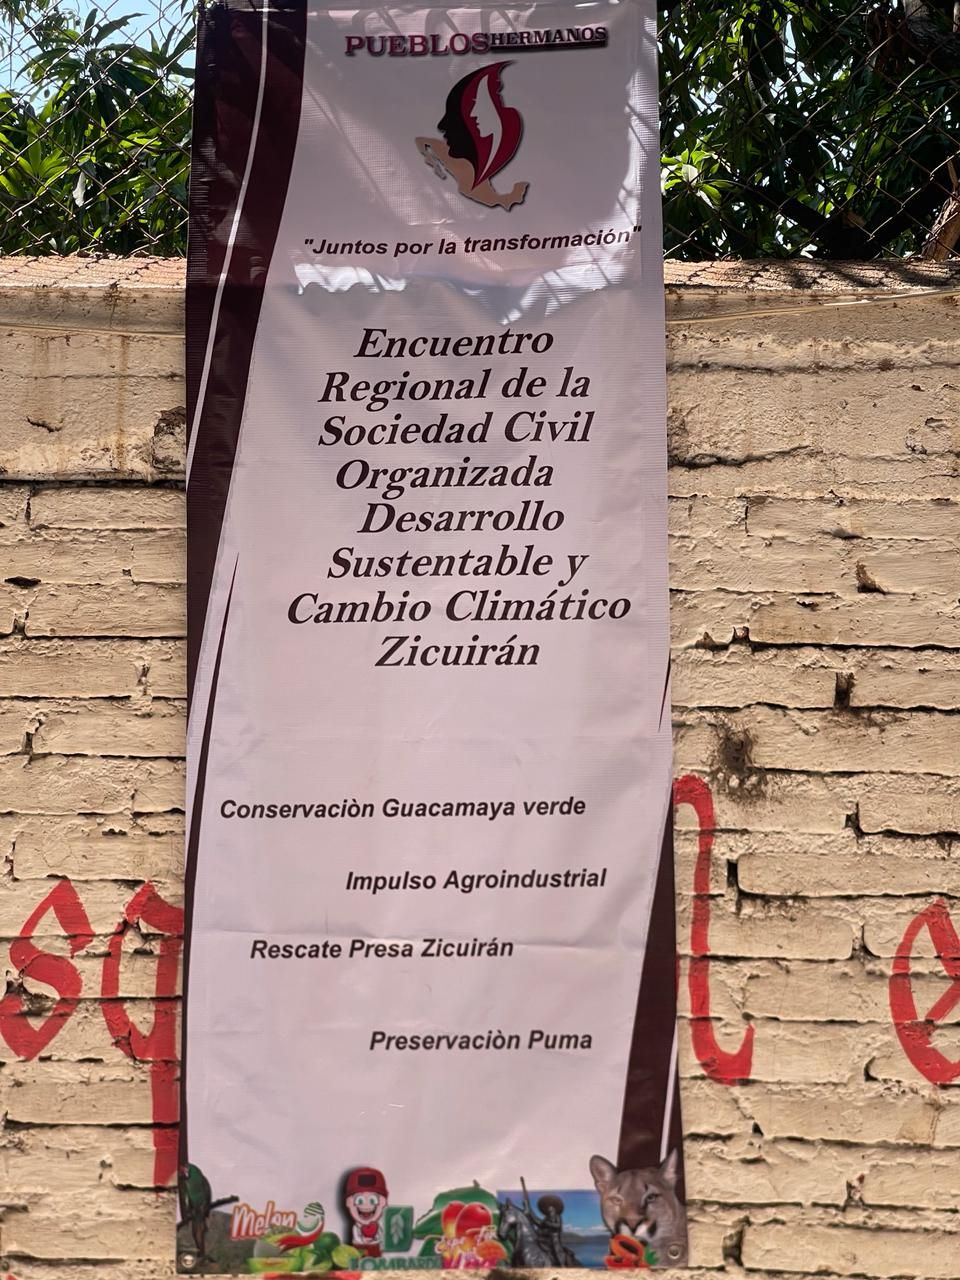 PUEBLOSHERMANOS
"Juntos por la transformación"
Encuentro
Regional de la
Sociedad Civil
Organizada
Desarrollo
Sustentable y
Cambio Climático
Zicuirán
Conservaciòn Guacamaya verde
Impulso Agroindustrial
Rescate Presa Zicuirán
Preservaciòn Puma
Melon
LOMBARDI